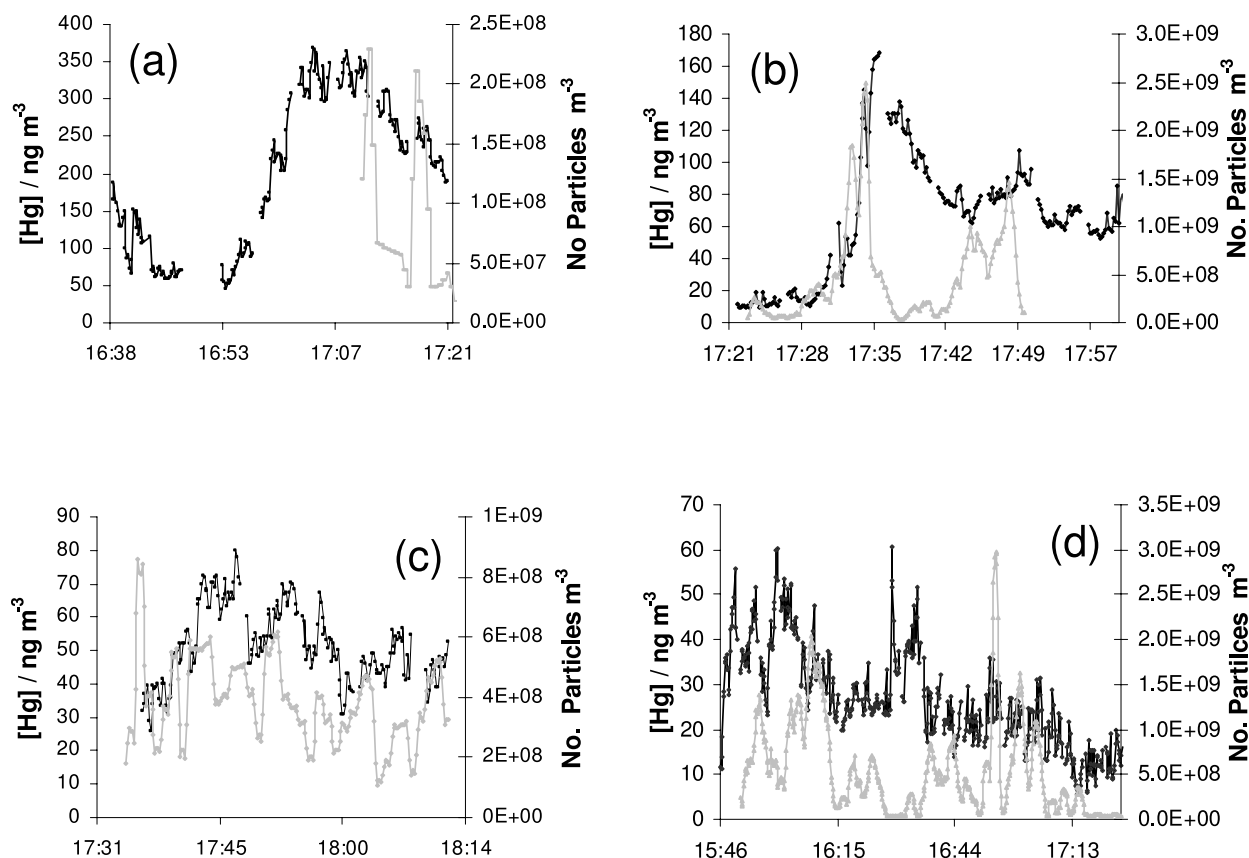 (a)
[Hg] / ng m-3
400
350
300
250
200
150
100
50
0
2.5E+08
2.0E+08
1.5E+08
1.0E+08
5.0E+07
0.0E+00
No Particles m-3
16:38 16:53 17:07 17:21
(b)
[Hg] / ng m-3
180
160
140
120
100
80
60
40
20
0
3.0E+09
2.5E+09
2.0E+09
1.5E+09
1.0E+09
5.0E+08
0.0E+00
No. Particles m-3
17:21 17:28 17:35 17:42 17:49 17:57
(c)
[Hg] / ng m-3
90
80
70
60
50
40
30
20
10
0
1E+09
8E+08
6E+08
4E+08
2E+08
0E+00
No. Particles m-3
17:31 17:45 18:00 18:14
(d)
[Hg] / ng m-3
70
60
50
40
30
20
10
0
3.5E+09
3.0E+09
2.5E+09
2.0E+09
1.5E+09
1.0E+09
5.0E+08
0.0E+00
No. Partilces m-3
15:46 16:15 16:44 17:13